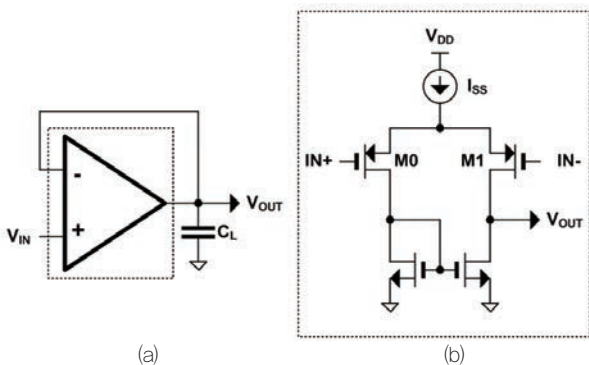 -
V_IN
+
C_L
V_OUT
(a)
V_DD
I_SS
IN+
M0
M1
IN-
V_OUT
(b)